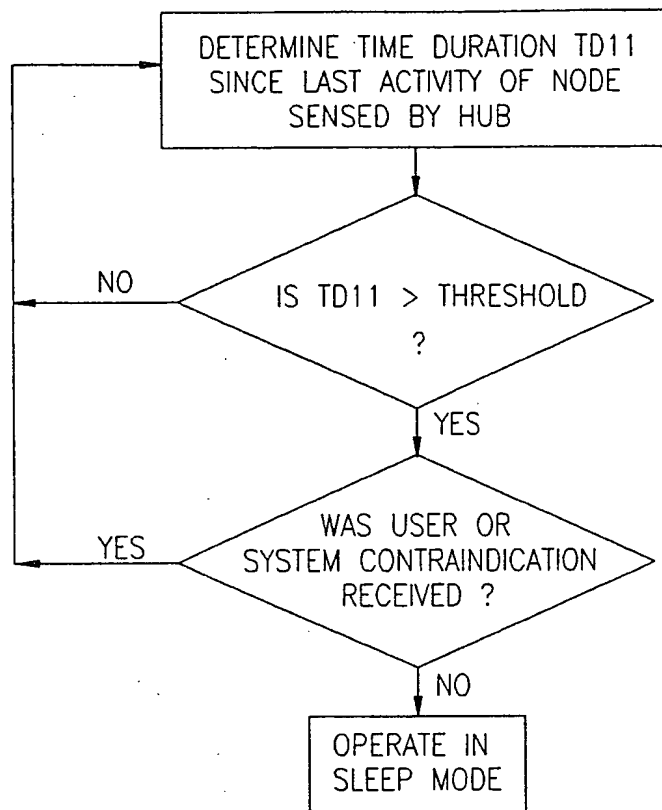 DETERMINE TIME DURATION TD11
SINCE LAST ACTIVITY OF NODE
SENSED BY HUB
NO
IS TD11 > THRESHOLD
?
YES
WAS USER OR
YES
SYSTEM CONTRAINDICATION
RECEIVED ?
NO
OPERATE IN
SLEEP MODE